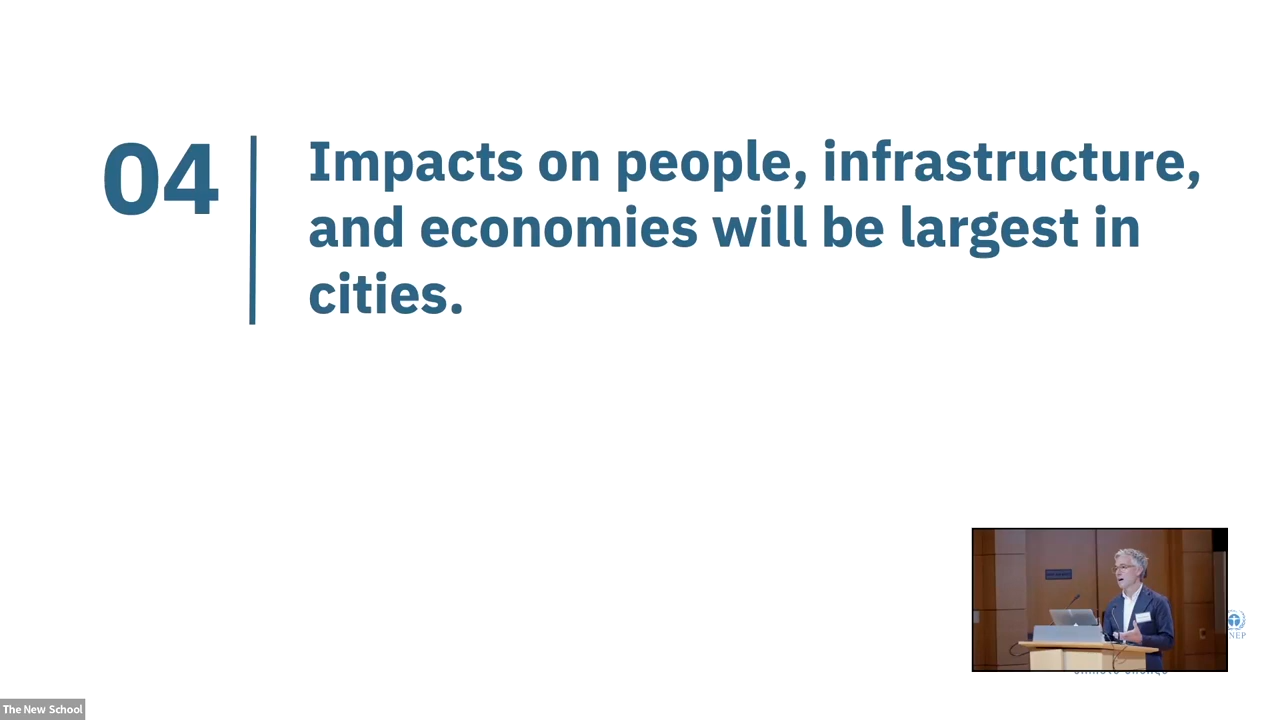 04
Impacts on people, infrastructure,
and economies will be largest in
cities.
The New School